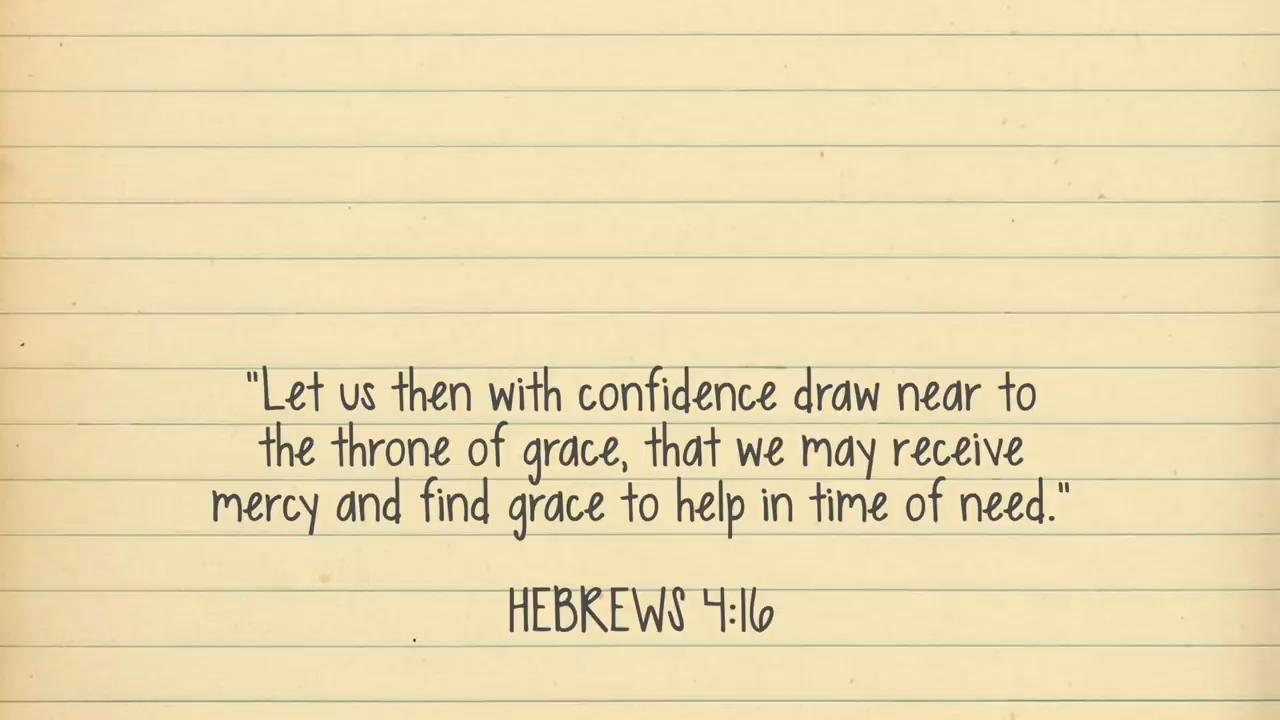 "Let us then with confidence draw near to
the throne of grace, that we may receive
mercy and find grace to help in time of need."
HEBREWS 4:16